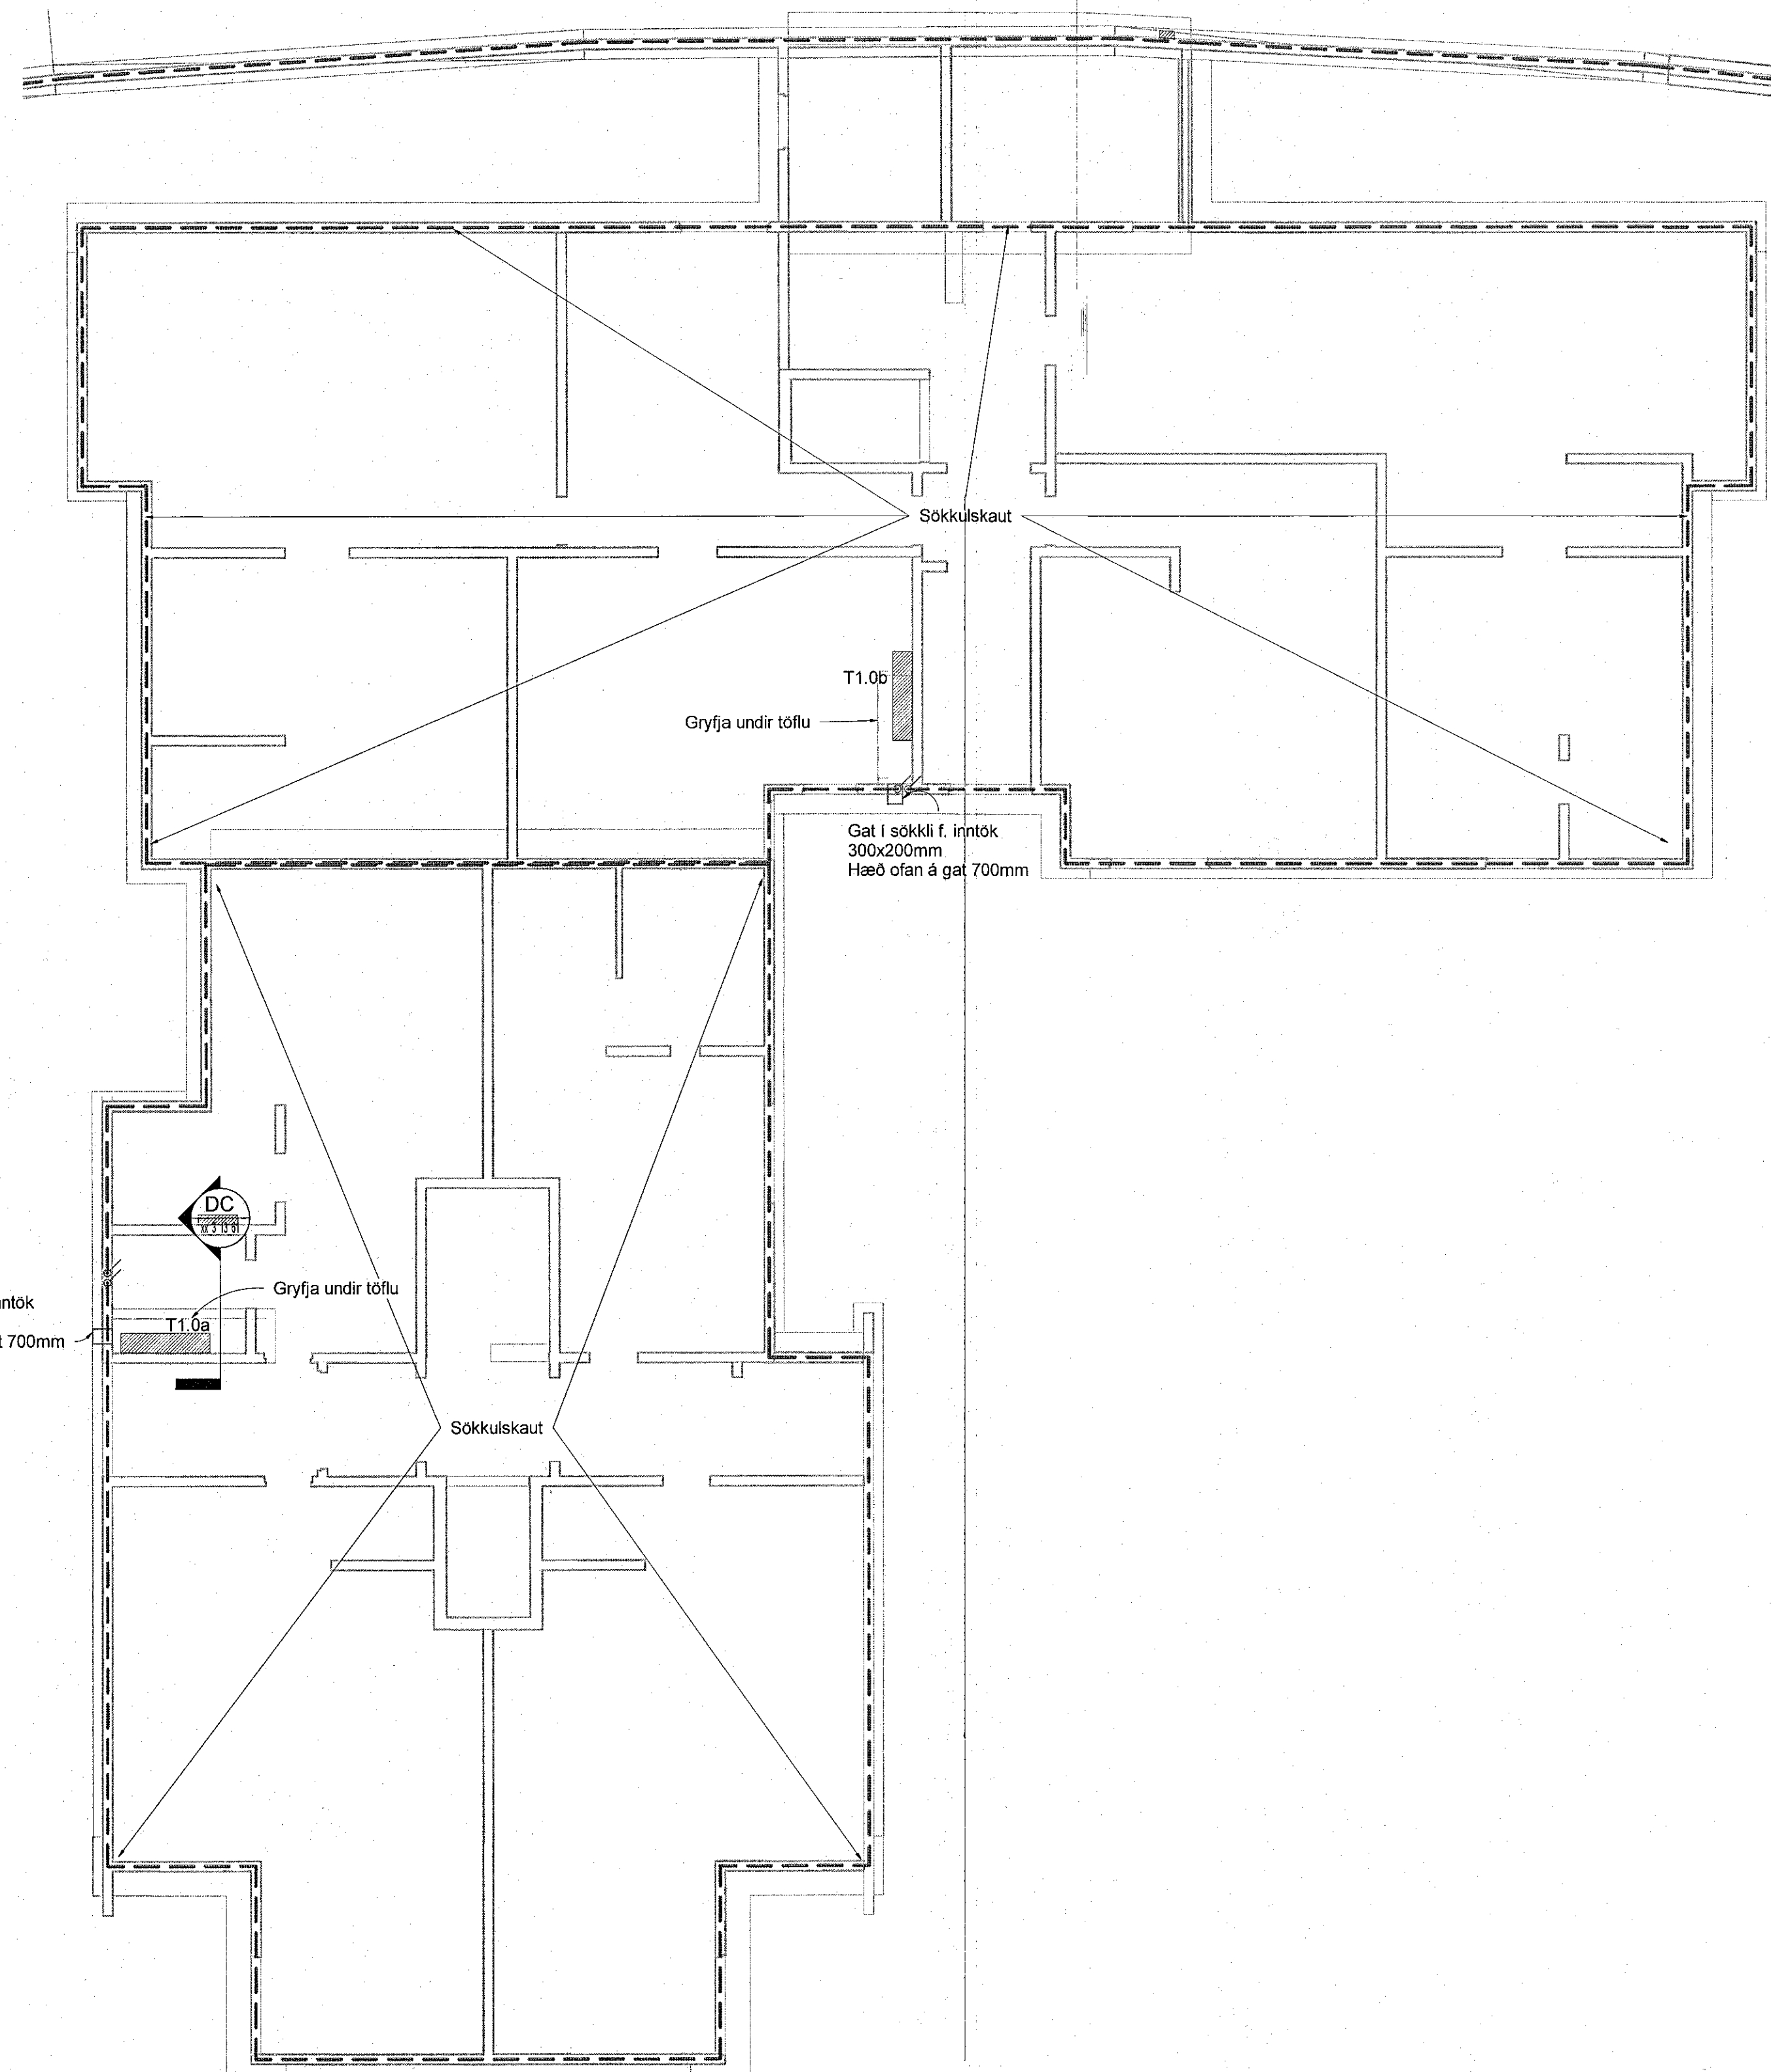 Sökkulskaut
T1.0b
Gryfja undir töflu
Gat í sökkli f. inntök
300x200mm
Hæð ofan á gat 700mm
DC
Gryfja undir töflu
T1.0a
700mm
Sökkulskaut